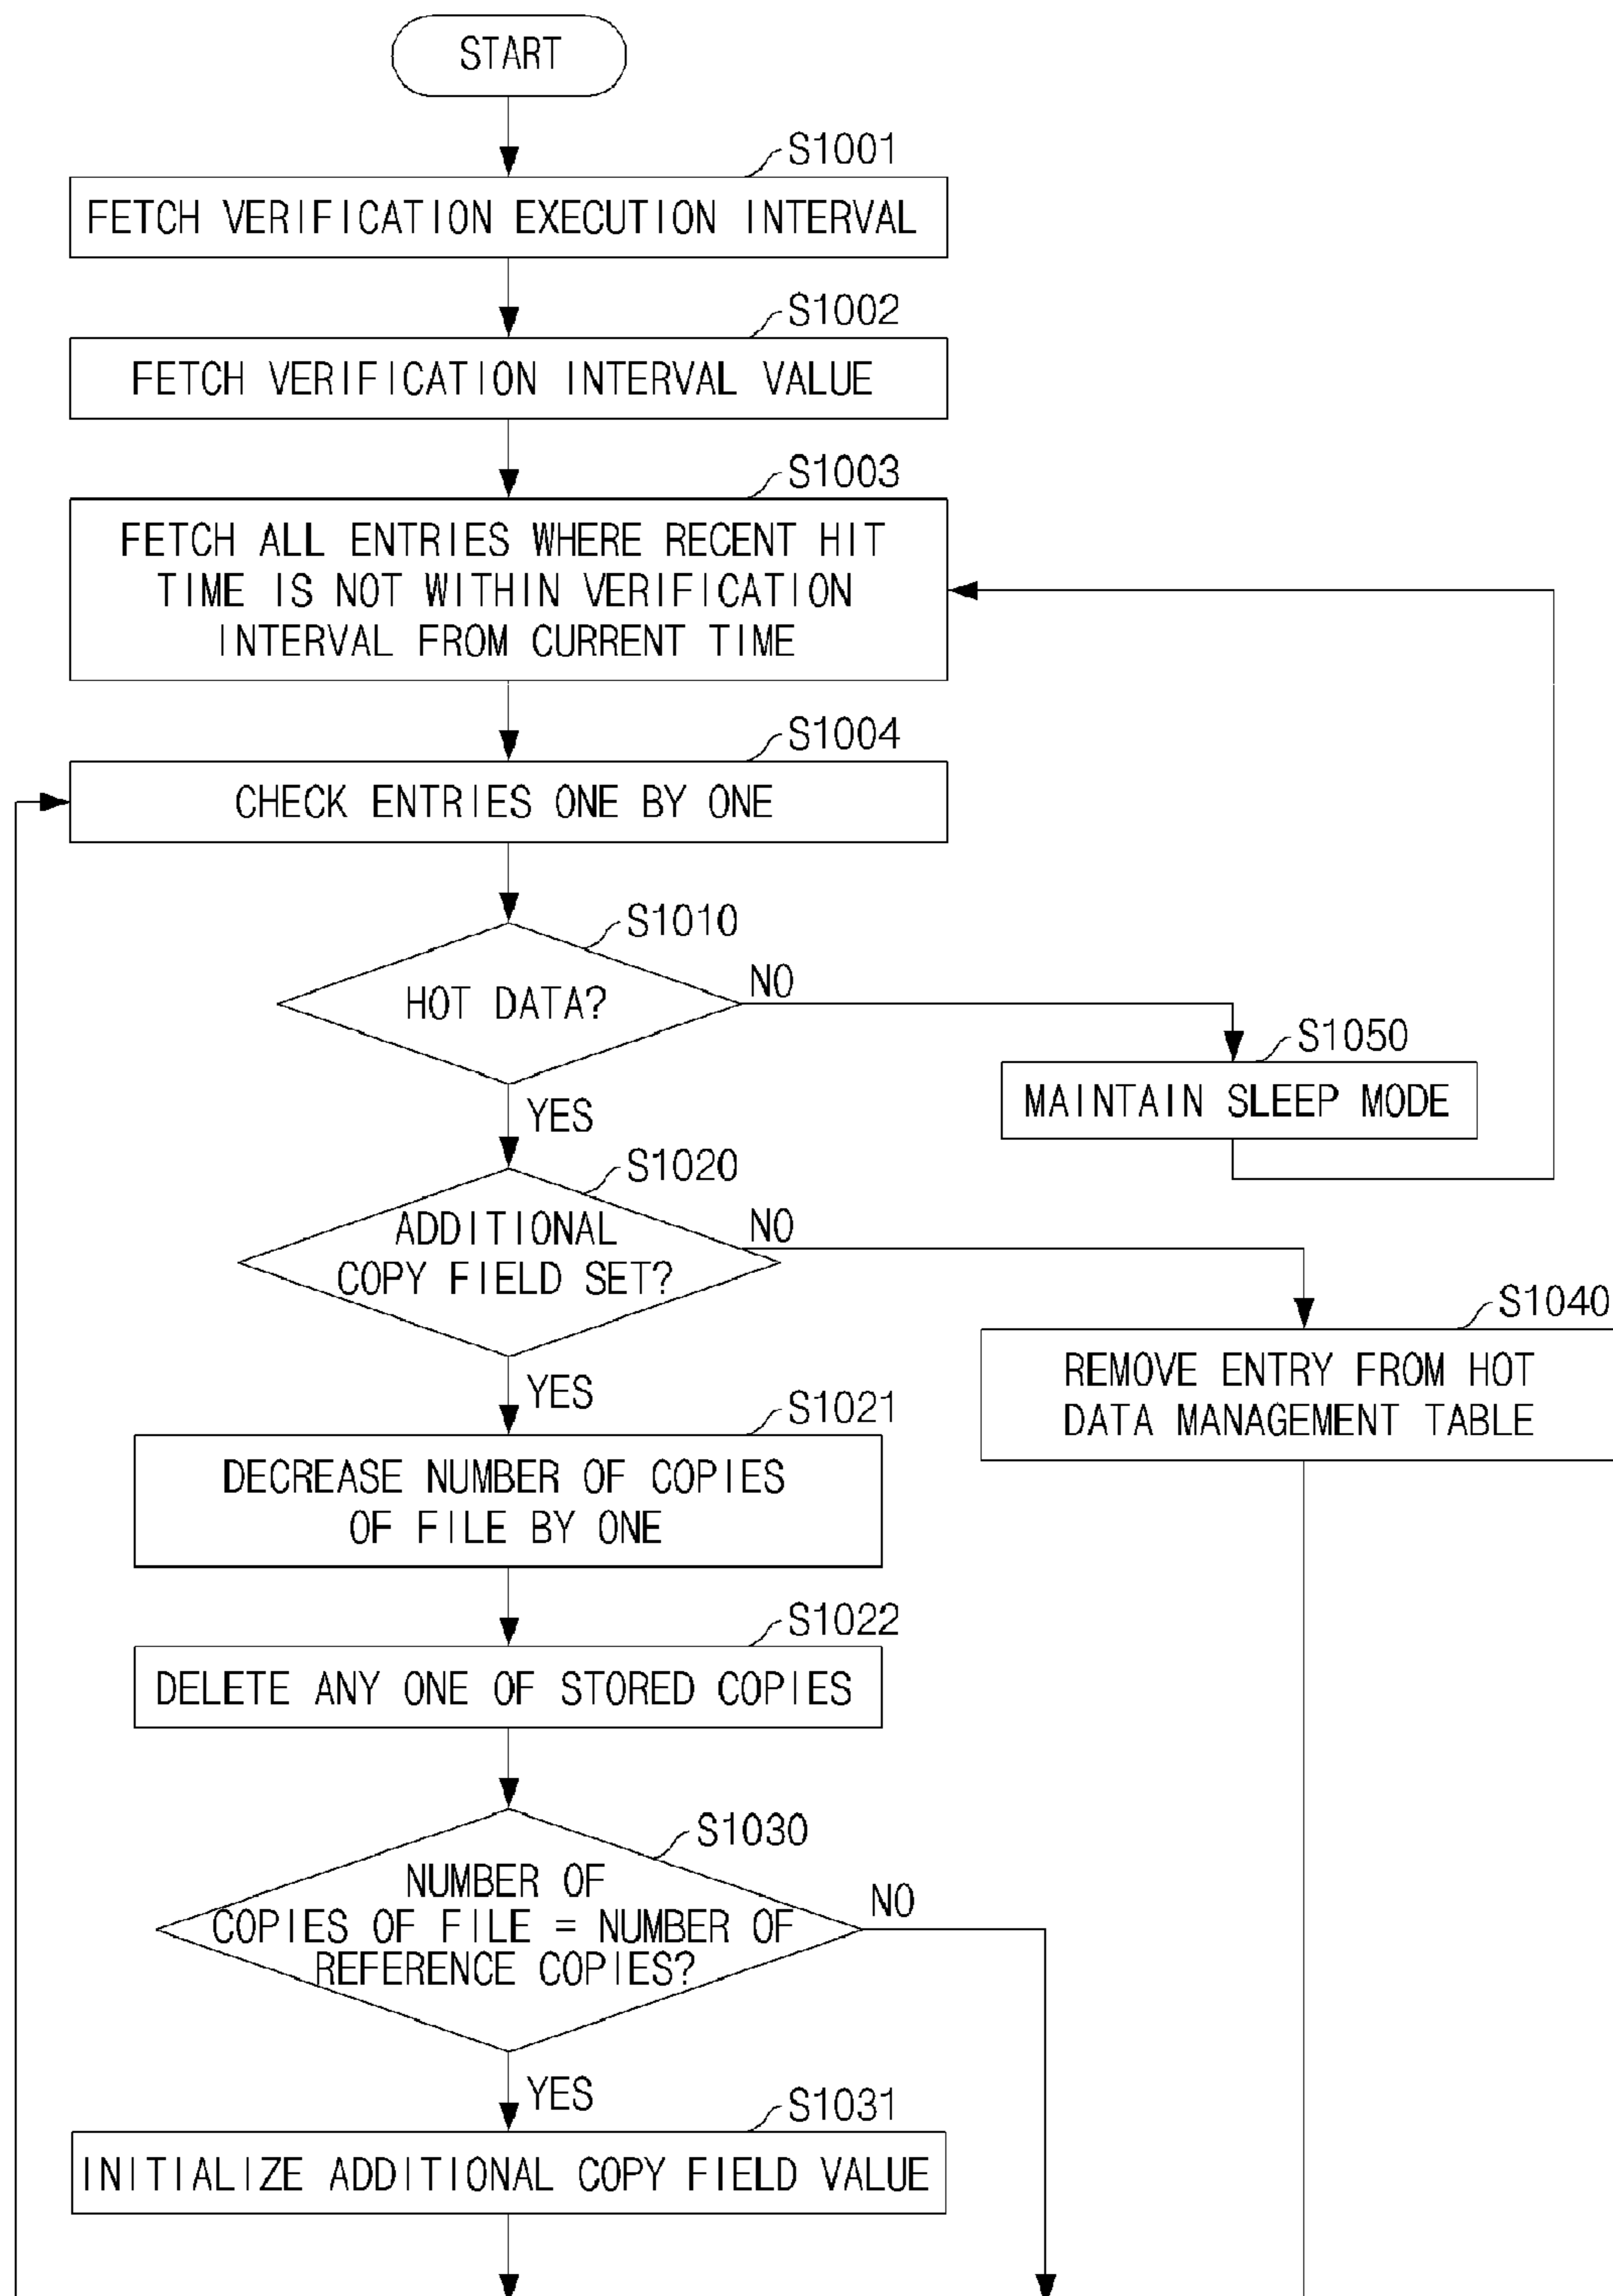 START
S1001
FETCH VERIFICATION EXECUTION INTERVAL
S1002
FETCH VERIFICATION INTERVAL VALUE
S1003
FETCH ALL ENTRIES WHERE RECENT HIT
TIME IS NOT WITHIN VERIFICATION
INTERVAL FROM CURRENT TIME
S1004
CHECK ENTRIES ONE BY ONE
S1010
HOT DATA?
NO
YES
S1050
MAINTAIN SLEEP MODE
S1020
ADDITIONAL
COPY FIELD SET?
NO
YES
S1040
REMOVE ENTRY FROM HOT
DATA MANAGEMENT TABLE
S1021
DECREASE NUMBER OF COPIES
OF FILE BY ONE
S1022
DELETE ANY ONE OF STORED COPIES
S1030
NUMBER OF
COPIES OF FILE = NUMBER OF
REFERENCE COPIES?
NO
YES
S1031
INITIALIZE ADDITIONAL COPY FIELD VALUE